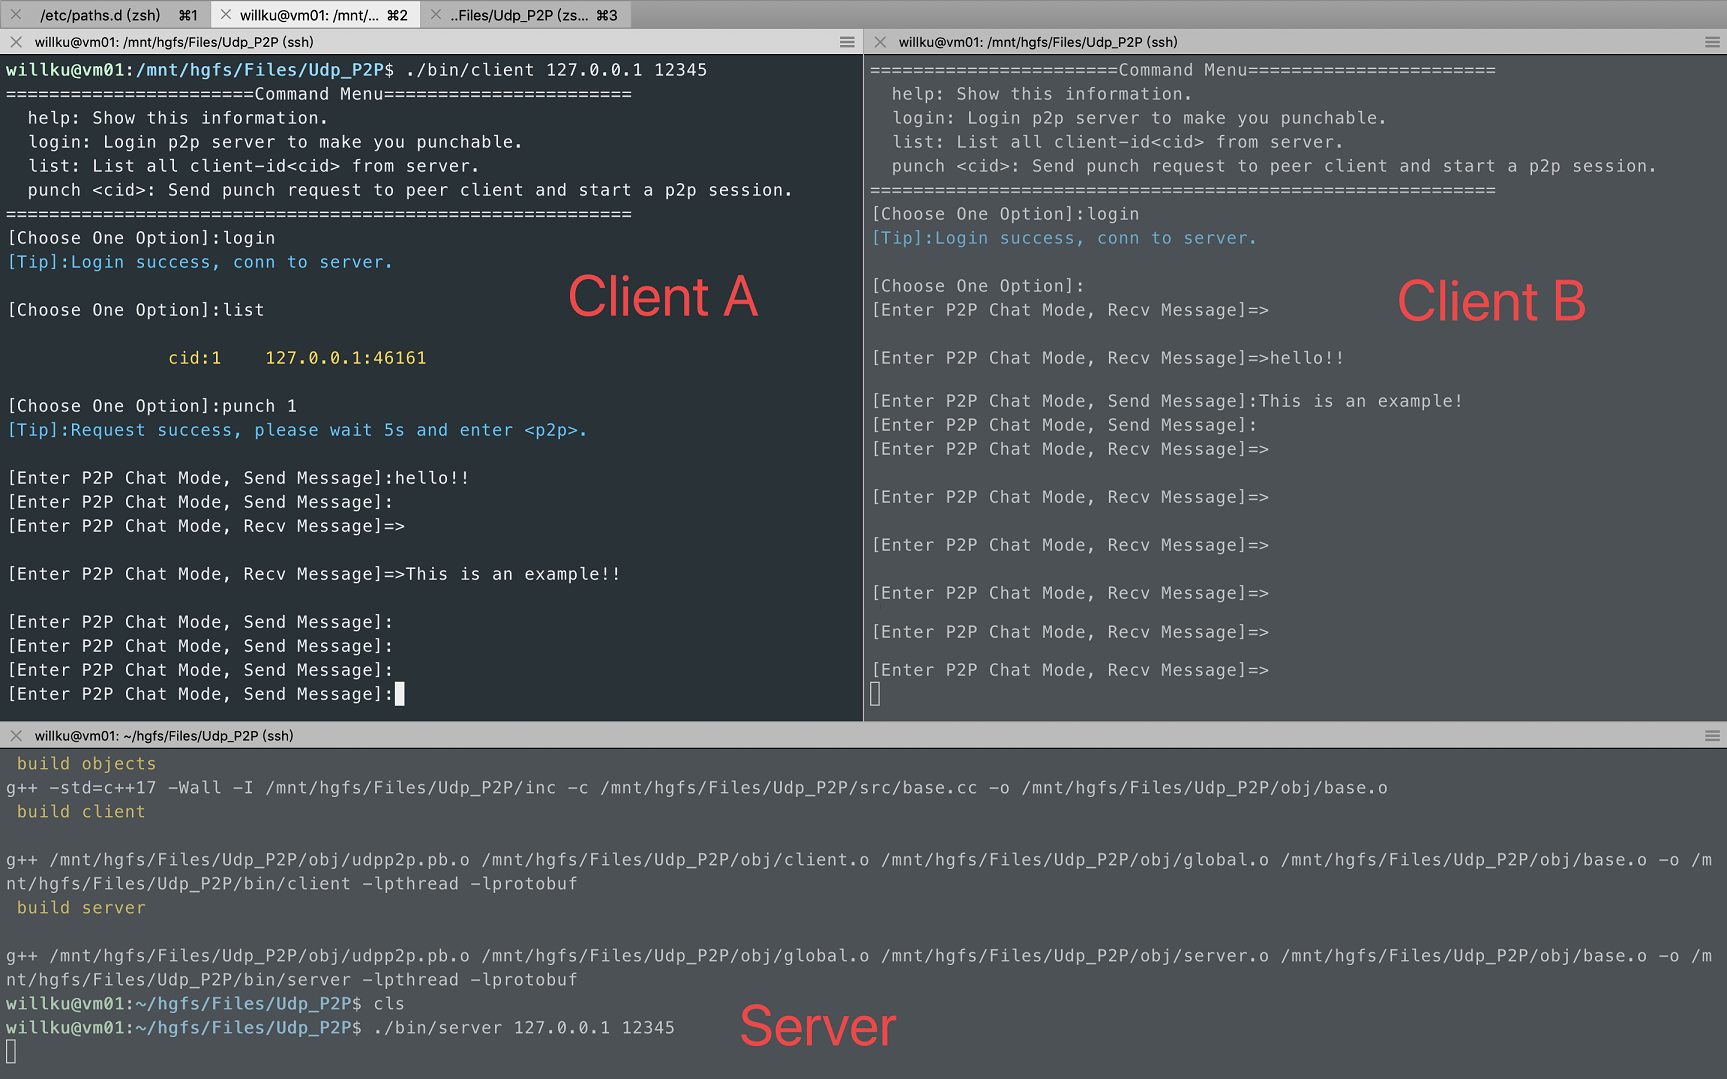 /etc/paths.d (zsh) ⌘1 willku@vm01: /mnt/... ⌘2 ..Files/Udp_P2P (zs... ⌘3
willku@vm01: /mnt/hgfs/Files/Udp_P2P (ssh)
willku@vm01:/mnt/hgfs/Files/Udp_P2P$ ./bin/client 127.0.0.1 12345
=======================Command Menu=======================
help: Show this information.
login: Login p2p server to make you punchable.
list: List all client-id<cid> from server.
punch <cid>: Send punch request to peer client and start a p2p session.
==========================================================
[Choose One Option]:login
[Tip]:Login success, conn to server.
Client A
[Choose One Option]:list
cid:1 127.0.0.1:46161
[Choose One Option]:punch 1
[Tip]:Request success, please wait 5s and enter <p2p>.
[Enter P2P Chat Mode, Send Message]:hello!!
[Enter P2P Chat Mode, Send Message]:
[Enter P2P Chat Mode, Recv Message]=>
[Enter P2P Chat Mode, Recv Message]=>This is an example!!
[Enter P2P Chat Mode, Send Message]:
[Enter P2P Chat Mode, Send Message]:
[Enter P2P Chat Mode, Send Message]:
[Enter P2P Chat Mode, Send Message]:
willku@vm01: /mnt/hgfs/Files/Udp_P2P (ssh)
=======================Command Menu=======================
help: Show this information.
login: Login p2p server to make you punchable.
list: List all client-id<cid> from server.
punch <cid>: Send punch request to peer client and start a p2p session.
==========================================================
[Choose One Option]:login
[Tip]:Login success, conn to server.
[Choose One Option]:
Client B
[Enter P2P Chat Mode, Recv Message]=>
[Enter P2P Chat Mode, Recv Message]=>hello!!
[Enter P2P Chat Mode, Send Message]:This is an example!
[Enter P2P Chat Mode, Send Message]:
[Enter P2P Chat Mode, Recv Message]=>
[Enter P2P Chat Mode, Recv Message]=>
[Enter P2P Chat Mode, Recv Message]=>
[Enter P2P Chat Mode, Recv Message]=>
[Enter P2P Chat Mode, Recv Message]=>
[Enter P2P Chat Mode, Recv Message]=>
willku@vm01: ~/hgfs/Files/Udp_P2P (ssh)
build objects
g++ -std=c++17 -Wall -I /mnt/hgfs/Files/Udp_P2P/inc -c /mnt/hgfs/Files/Udp_P2P/src/base.cc -o /mnt/hgfs/Files/Udp_P2P/obj/base.o
build client
g++ /mnt/hgfs/Files/Udp_P2P/obj/udpp2p.pb.o /mnt/hgfs/Files/Udp_P2P/obj/client.o /mnt/hgfs/Files/Udp_P2P/obj/global.o /mnt/hgfs/Files/Udp_P2P/obj/base.o -o /m
nt/hgfs/Files/Udp_P2P/bin/client -lpthread -lprotobuf
build server
g++ /mnt/hgfs/Files/Udp_P2P/obj/udpp2p.pb.o /mnt/hgfs/Files/Udp_P2P/obj/global.o /mnt/hgfs/Files/Udp_P2P/obj/server.o /mnt/hgfs/Files/Udp_P2P/obj/base.o -o /m
nt/hgfs/Files/Udp_P2P/bin/server -lpthread -lprotobuf
willku@vm01:~/hgfs/Files/Udp_P2P$ cls
willku@vm01:~/hgfs/Files/Udp_P2P$ ./bin/server 127.0.0.1 12345
Server